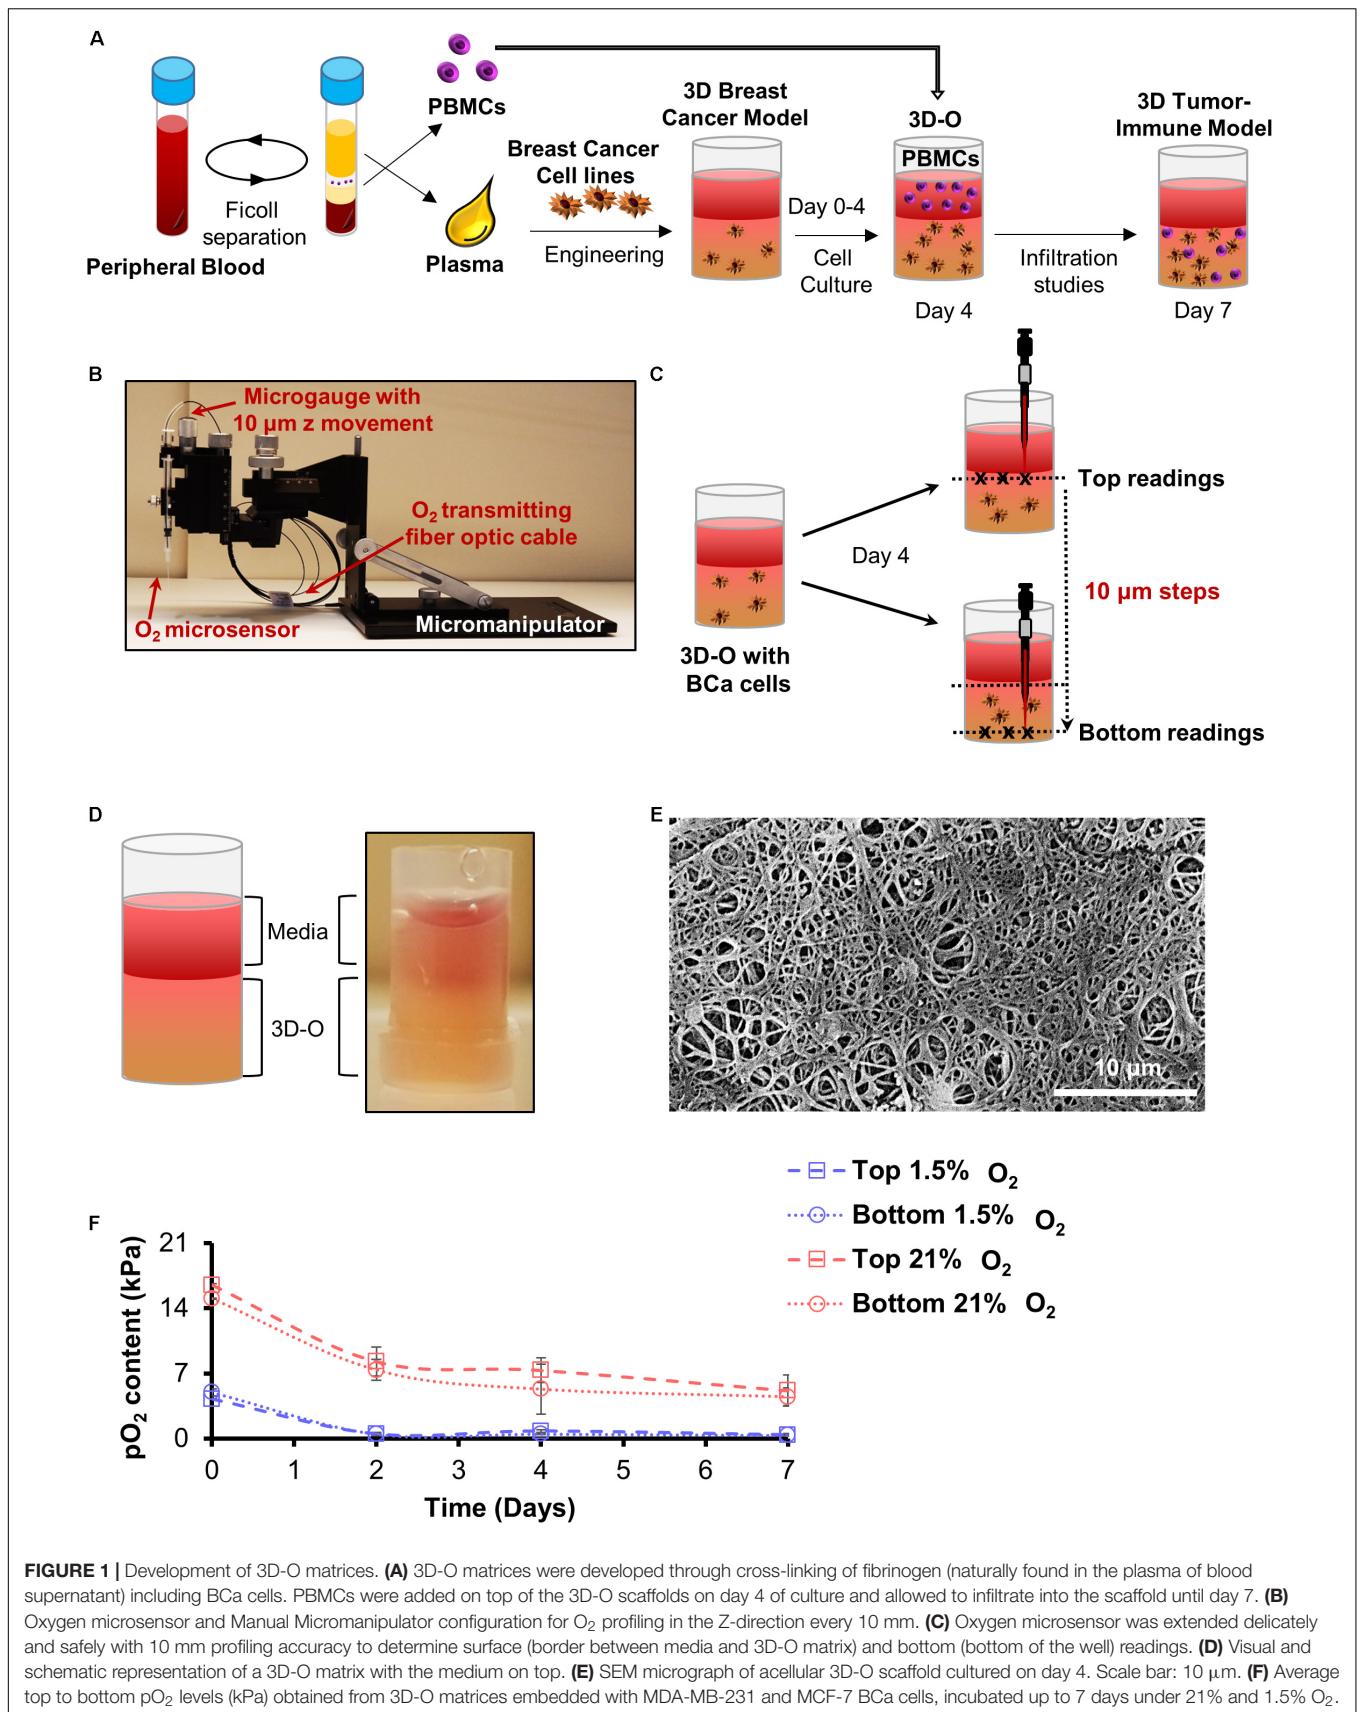 A
PBMCs
Ficoll
separation
Peripheral Blood
Plasma
Breast Cancer
Cell lines
Engineering
3D Breast
Cancer Model
Day 0-4
Cell
Culture
3D-O
PBMCs
Day 4
Infiltration
studies
3D Tumor-
Immune Model
Day 7
B
Microgauge with
10 µm z movement
O2 transmitting
fiber optic cable
O2 microsensor
Micromanipulator
C
3D-O with
BCa cells
Day 4
x x x
Top readings
10 µm steps
x x x
Bottom readings
D
Media
3D-O
E
10 µm
Top 1.5% O2
Bottom 1.5% O2
Top 21% O2
Bottom 21% O2
F
pO2 content (kPa)
21
14
7
0
0 1 2 3 4 5 6 7
Time (Days)
FIGURE 1 | Development of 3D-O matrices. (A) 3D-O matrices were developed through cross-linking of fibrinogen (naturally found in the plasma of blood
supernatant) including BCa cells. PBMCs were added on top of the 3D-O scaffolds on day 4 of culture and allowed to infiltrate into the scaffold until day 7. (B)
Oxygen microsensor and Manual Micromanipulator configuration for O2 profiling in the Z-direction every 10 mm. (C) Oxygen microsensor was extended delicately
and safely with 10 mm profiling accuracy to determine surface (border between media and 3D-O matrix) and bottom (bottom of the well) readings. (D) Visual and
schematic representation of a 3D-O matrix with the medium on top. (E) SEM micrograph of acellular 3D-O scaffold cultured on day 4. Scale bar: 10 µm. (F) Average
top to bottom pO2 levels (kPa) obtained from 3D-O matrices embedded with MDA-MB-231 and MCF-7 BCa cells, incubated up to 7 days under 21% and 1.5% O2.